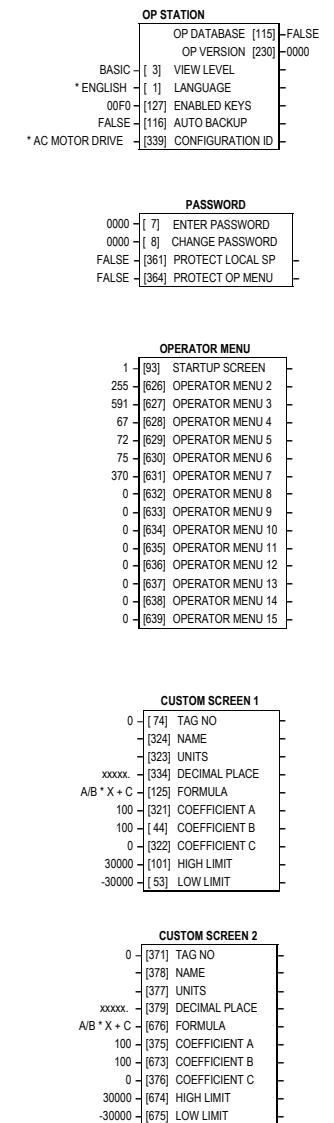 OP STATION
OP DATABASE [115] FALSE
OP VERSION [230] 0000
BASIC [ 3] VIEW LEVEL
* ENGLISH [ 1] LANGUAGE
00F0 [127] ENABLED KEYS
FALSE [116] AUTO BACKUP
* AC MOTOR DRIVE [339] CONFIGURATION ID
PASSWORD
0000 [ 7] ENTER PASSWORD
0000 [ 8] CHANGE PASSWORD
FALSE [361] PROTECT LOCAL SP
FALSE [364] PROTECT OP MENU
OPERATOR MENU
1 [93] STARTUP SCREEN
255 [626] OPERATOR MENU 2
591 [627] OPERATOR MENU 3
67 [628] OPERATOR MENU 4
72 [629] OPERATOR MENU 5
75 [630] OPERATOR MENU 6
370 [631] OPERATOR MENU 7
0 [632] OPERATOR MENU 8
0 [633] OPERATOR MENU 9
0 [634] OPERATOR MENU 10
0 [635] OPERATOR MENU 11
0 [636] OPERATOR MENU 12
0 [637] OPERATOR MENU 13
0 [638] OPERATOR MENU 14
0 [639] OPERATOR MENU 15
CUSTOM SCREEN 1
0 [ 74] TAG NO
[324] NAME
[323] UNITS
xxxxx. [334] DECIMAL PLACE
A/B * X + C [125] FORMULA
100 [321] COEFFICIENT A
100 [ 44] COEFFICIENT B
0 [322] COEFFICIENT C
30000 [101] HIGH LIMIT
-30000 [ 53] LOW LIMIT
CUSTOM SCREEN 2
0 [371] TAG NO
[378] NAME
[377] UNITS
xxxxx. [379] DECIMAL PLACE
A/B * X + C [676] FORMULA
100 [375] COEFFICIENT A
100 [673] COEFFICIENT B
0 [376] COEFFICIENT C
30000 [674] HIGH LIMIT
-30000 [675] LOW LIMIT